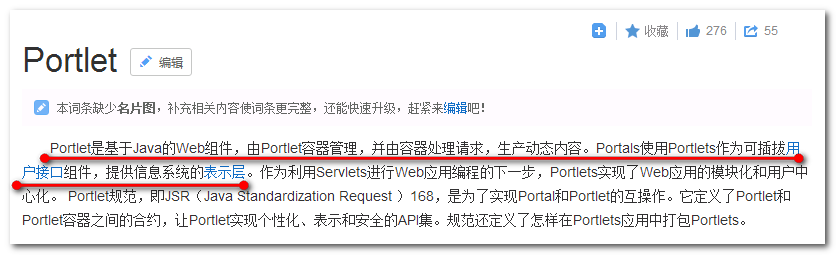 收藏 276 55
Portlet 编辑
本词条缺少名片图，补充相关内容使词条更完整，还能快速升级，赶紧来编辑吧！
Portlet是基于Java的Web组件，由Portlet容器管理，并由容器处理请求，生产动态内容。Portals使用Portlets作为可插拔用
户接口组件，提供信息系统的表示层。作为利用Servlets进行Web应用编程的下一步，Portlets实现了Web应用的模块化和用户中
心化。 Portlet规范，即JSR（Java Standardization Request ）168，是为了实现Portal和Portlet的互操作。它定义了Portlet和
Portlet容器之间的合约，让Portlet实现个性化、表示和安全的API集。规范还定义了怎样在Portlets应用中打包Portlets。